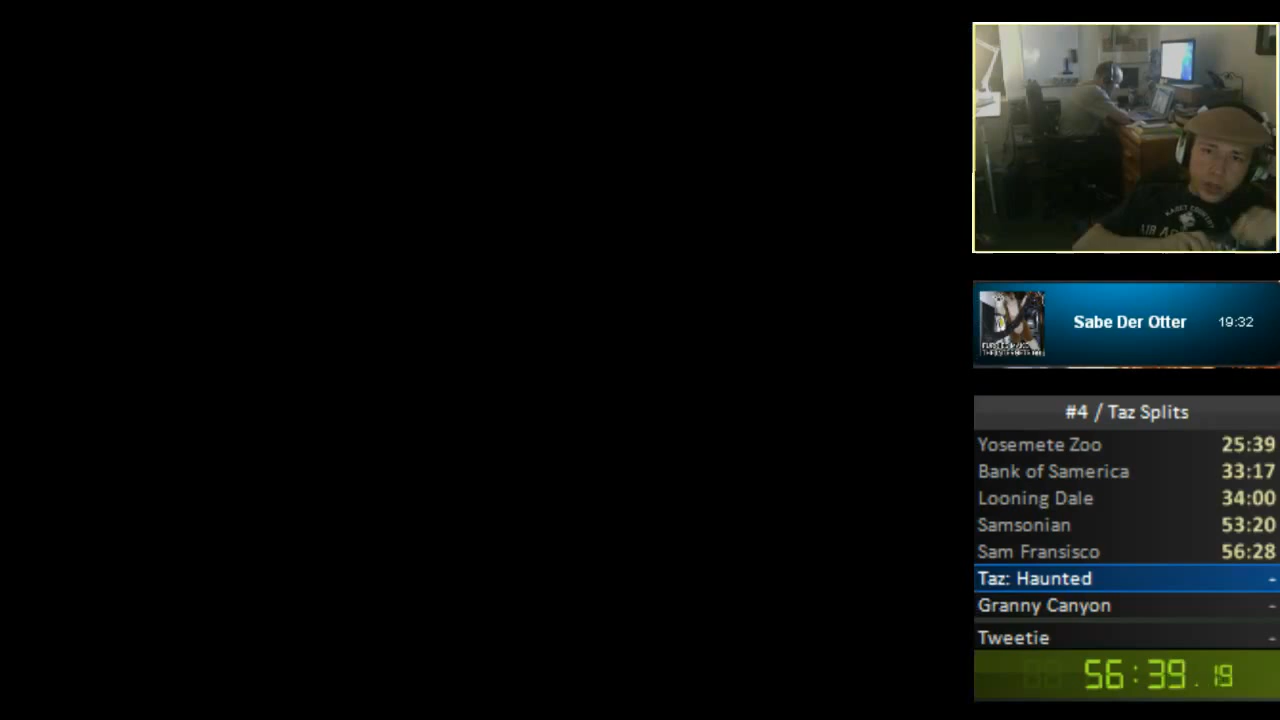 Sabe Der Otter 19:32
#4 / Taz Splits
Yosemete Zoo 25:39
Bank of Samerica 33:17
Looning Dale 34:00
Samsonian 53:20
Sam Fransisco 56:28
Taz: Haunted -
Granny Canyon -
Tweetie -
56:39.19